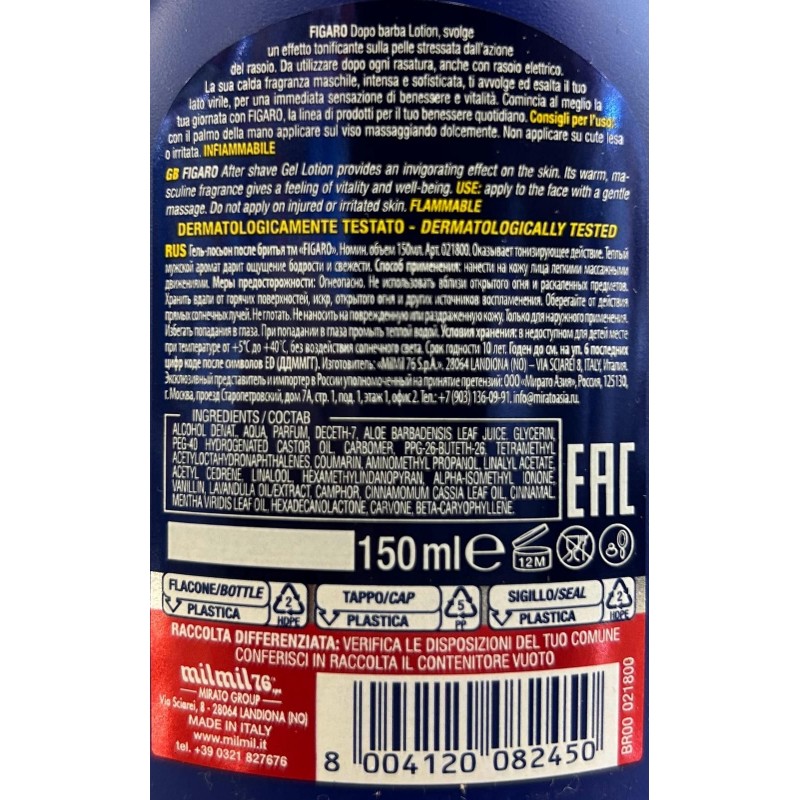 FIGARO Dopo barba Lotion, svolge
un effetto tonificante sulla pelle stressata dall'azione
del rasoio. Da utilizzare dopo ogni rasatura, anche con rasoio elettrico.
La sua calda fragranza maschile, intensa e sofisticata, ti avvolge ed esalta il tuo
lato virile, per una immediata sensazione di benessere e vitalità. Comincia al meglio la
tua giornata con FIGARO, la linea di prodotti per il tuo benessere quotidiano. Consigli per l'uso:
con il palmo della mano applicare sul viso massaggiando dolcemente. Non applicare su cute lesa
o irritata. INFIAMMABILE
GB FIGARO After shave Gel Lotion provides an invigorating effect on the skin. Its warm, ma-
sculine fragrance gives a feeling of vitality and well-being. USE: apply to the face with a gentle
massage. Do not apply on injured or irritated skin. FLAMMABLE
DERMATOLOGICAMENTE TESTATO - DERMATOLOGICALLY TESTED
RUS Гель-лосьон после бритья тм «FIGARO». Номин. объем 150мл. Арт. 021800. Оказывает тонизирующее действие. Теплый
мужской аромат дарит ощущение бодрости и свежести. Способ применения: нанести на кожу лица легкими массажными
движениями. Меры предосторожности: Огнеопасно. Не использовать вблизи открытого огня и раскаленных предметов.
Хранить вдали от горячих поверхностей, искр, открытого огня и других источников воспламенения. Оберегайте от действия
прямых солнечных лучей. Не глотать. Не наносить на поврежденную или раздраженную кожу. Только для наружного применения.
Избегать попадания в глаза. При попадании в глаза промыть теплой водой. Условия хранения: в недоступном для детей месте
при температуре от +5°C до +40°C, без воздействия солнечного света. Срок годности 10 лет. Годен до см. на уп. 6 последних
цифр коде после символов ED (ДДММГГ). Изготовитель: «MilMil 76 S.p.A.». 28064 LANDIONA (NO) – VIA SCIAREI 8, ITALY, Италия.
Эксклюзивный представитель и импортер в России уполномоченный на принятие претензий: ООО «Мирато Азия», Россия, 125130,
г. Москва, проезд Старопетровский, дом 7А, стр. 1, под. 1, этаж 1, офис 2. Тел.: +7 (903) 136-09-91, info@miratoasia.ru.
INGREDIENTS / СОСТАВ
ALCOHOL DENAT. AQUA, PARFUM, DECETH-7, ALOE BARBADENSIS LEAF JUICE, GLYCERIN,
PEG-40 HYDROGENATED CASTOR OIL, CARBOMER, PPG-26-BUTETH-26, TETRAMETHYL
ACETYLOCTAHYDRONAPHTHALENES, COUMARIN, AMINOMETHYL PROPANOL, LINALYL ACETATE,
ACETYL CEDRENE, LINALOOL, HEXAMETHYLINDANOPYRAN, ALPHA-ISOMETHYL IONONE,
VANILLIN, LAVANDULA OIL/EXTRACT, CAMPHOR, CINNAMOMUM CASSIA LEAF OIL, CINNAMAL,
MENTHA VIRIDIS LEAF OIL, HEXADECANOLACTONE, CARVONE, BETA-CARYOPHYLLENE.
EAC
150 ml e
12M
FLACONE/BOTTLE
PLASTICA
2
HDPE
TAPPO/CAP
PLASTICA
5
PP
SIGILLO/SEAL
PLASTICA
2
HDPE
RACCOLTA DIFFERENZIATA: VERIFICA LE DISPOSIZIONI DEL TUO COMUNE
CONFERISCI IN RACCOLTA IL CONTENITORE VUOTO
milmil76 spa
MIRATO GROUP
Via Sciarei, 8 - 28064 LANDIONA (NO)
MADE IN ITALY
www.milmil.it
tel. +39 0321 827676
8 004120 082450
BR00 021800